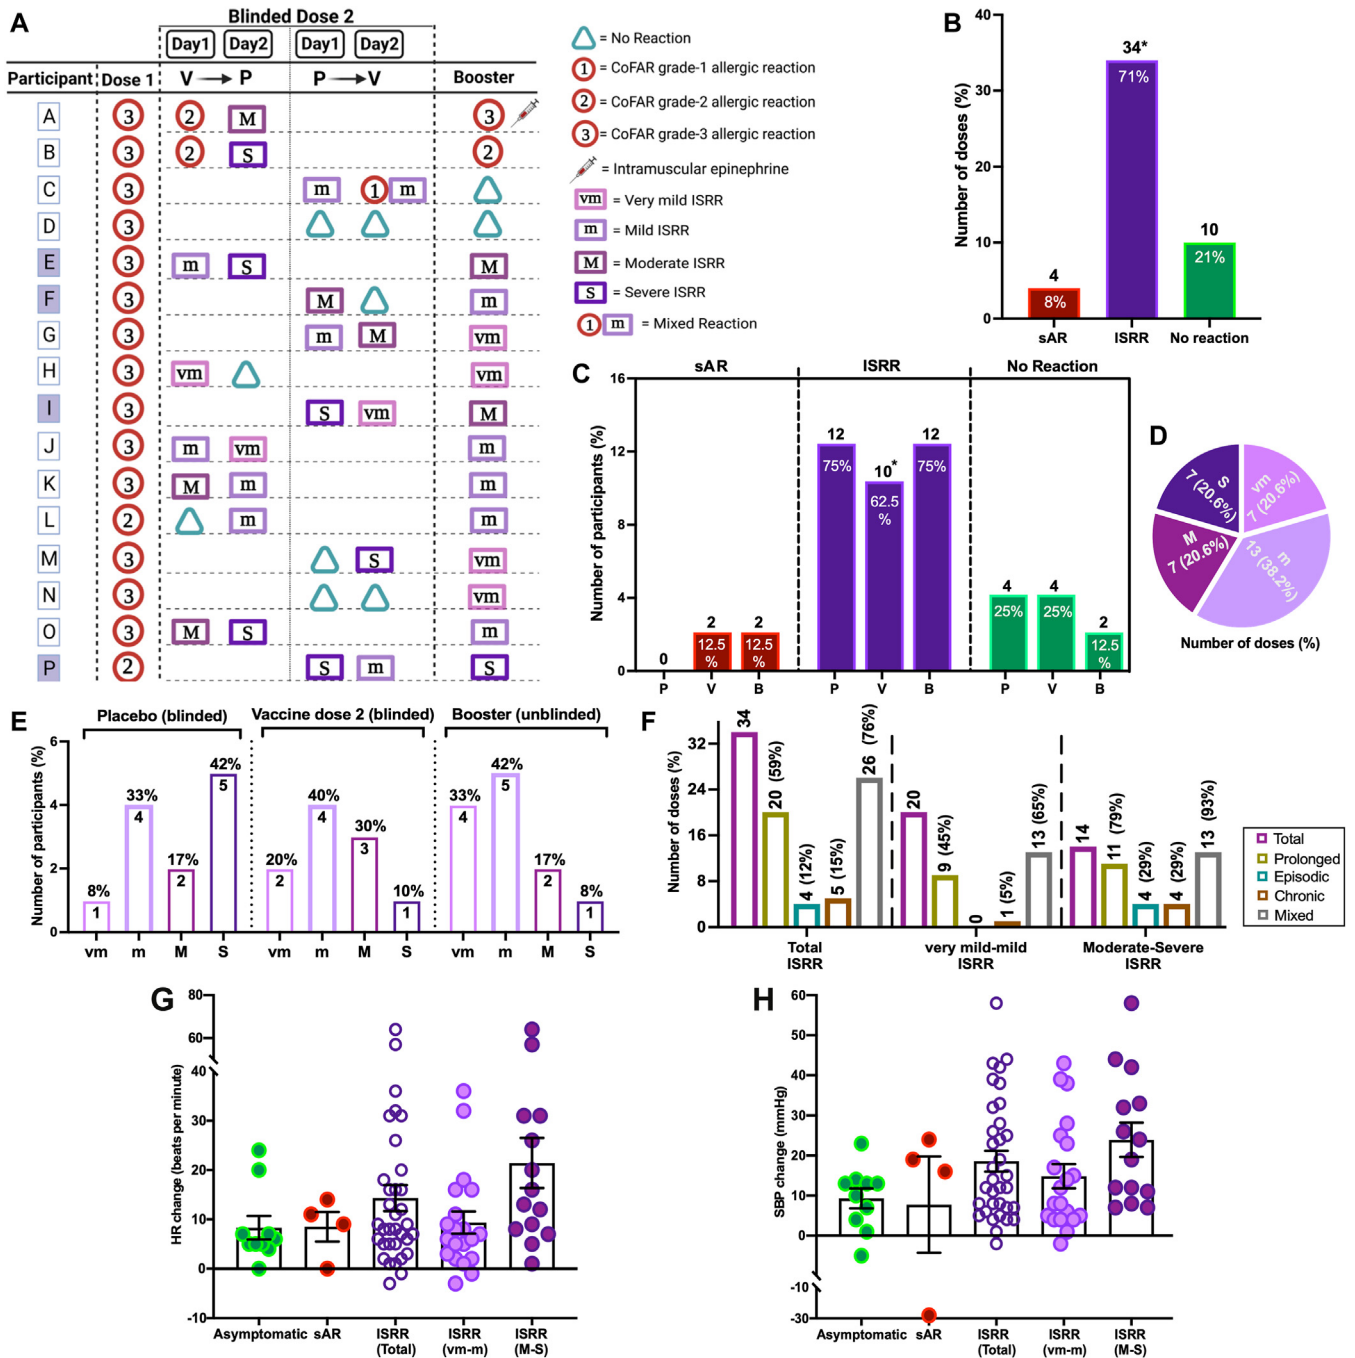 A
Blinded Dose 2
Day1 Day2 Day1 Day2
Participant Dose 1 V P P V Booster
A 3 2 M 3
B 3 2 S 2
C 3 m 1 m
D 3
E 3 m S M
F 3 M m
G 3 m M vm
H 3 vm vm
I 3 S vm M
J 3 m vm m
K 3 M m m
L 2 m m
M 3 S vm
N 3 vm
O 3 M S m
P 2 S m S
= No Reaction
1 = CoFAR grade-1 allergic reaction
2 = CoFAR grade-2 allergic reaction
3 = CoFAR grade-3 allergic reaction
= Intramuscular epinephrine
vm = Very mild ISRR
m = Mild ISRR
M = Moderate ISRR
S = Severe ISRR
1 m = Mixed Reaction
B
Number of doses (%)
40
30
20
10
0
4
8%
34*
71%
10
21%
sAR ISRR No reaction
C
sAR ISRR No Reaction
Number of participants (%)
16
12
8
4
0
0
2
12.5
%
2
12.5
%
12
75%
10*
62.5
%
12
75%
4
25%
4
25%
2
12.5
%
P V B P V B P V B
D
S
7 (20.6%)
vm
7 (20.6%)
M
7 (20.6%)
m
13 (38.2%)
Number of doses (%)
E
Placebo (blinded) Vaccine dose 2 (blinded) Booster (unblinded)
Number of participants (%)
6
4
2
0
8%
1
33%
4
17%
2
42%
5
20%
2
40%
4
30%
3
10%
1
33%
4
42%
5
17%
2
8%
1
vm m M S vm m M S vm m M S
F
Number of doses (%)
32
24
16
8
0
34
20 (59%)
4 (12%)
5 (15%)
26 (76%)
20
9 (45%)
0
1 (5%)
13 (65%)
14
11 (79%)
4 (29%)
4 (29%)
13 (93%)
Total
ISRR
very mild-mild
ISRR
Moderate-Severe
ISRR
Total
Prolonged
Episodic
Chronic
Mixed
G
HR change (beats per minute)
80
60
40
30
20
10
0
-10
Asymptomatic sAR ISRR
(Total)
ISRR
(vm-m)
ISRR
(M-S)
H
SBP change (mmHg)
60
50
40
30
20
10
0
-10
-30
Asymptomatic sAR ISRR
(Total)
ISRR
(vm-m)
ISRR
(M-S)